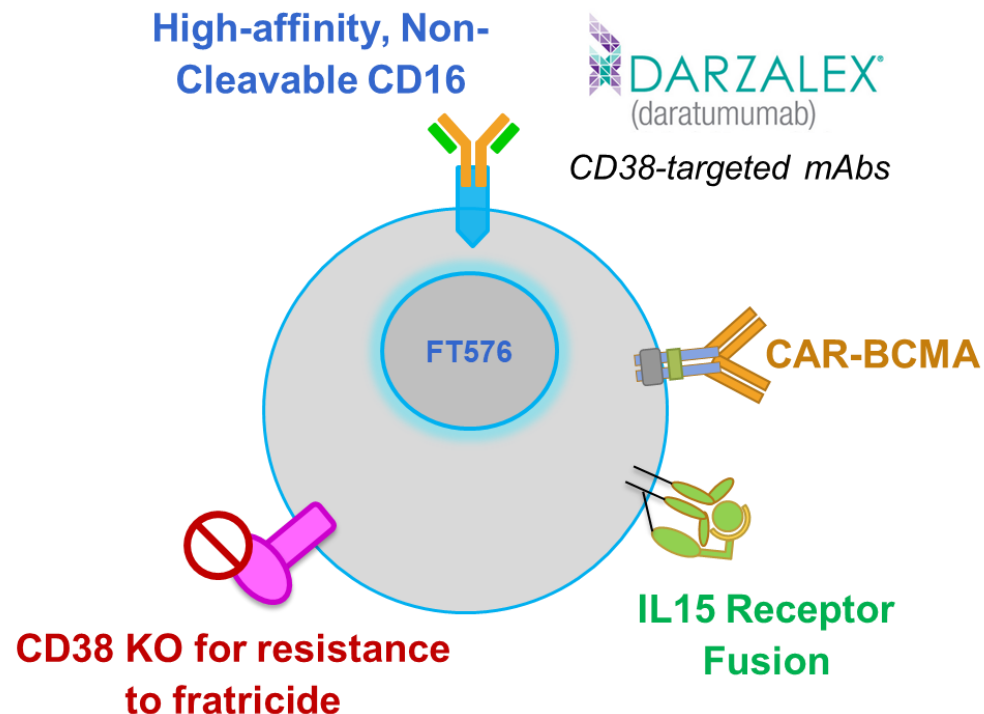 High-affinity, Non-
Cleavable CD16
DARZALEX®
(daratumumab)
CD38-targeted mAbs
FT576
CAR-BCMA
IL15 Receptor
Fusion
CD38 KO for resistance
to fratricide